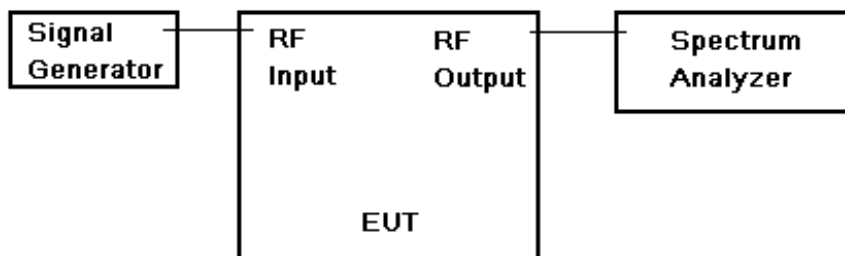 Signal
Generator
RF
Input
RF
Output
EUT
Spectrum
Analyzer